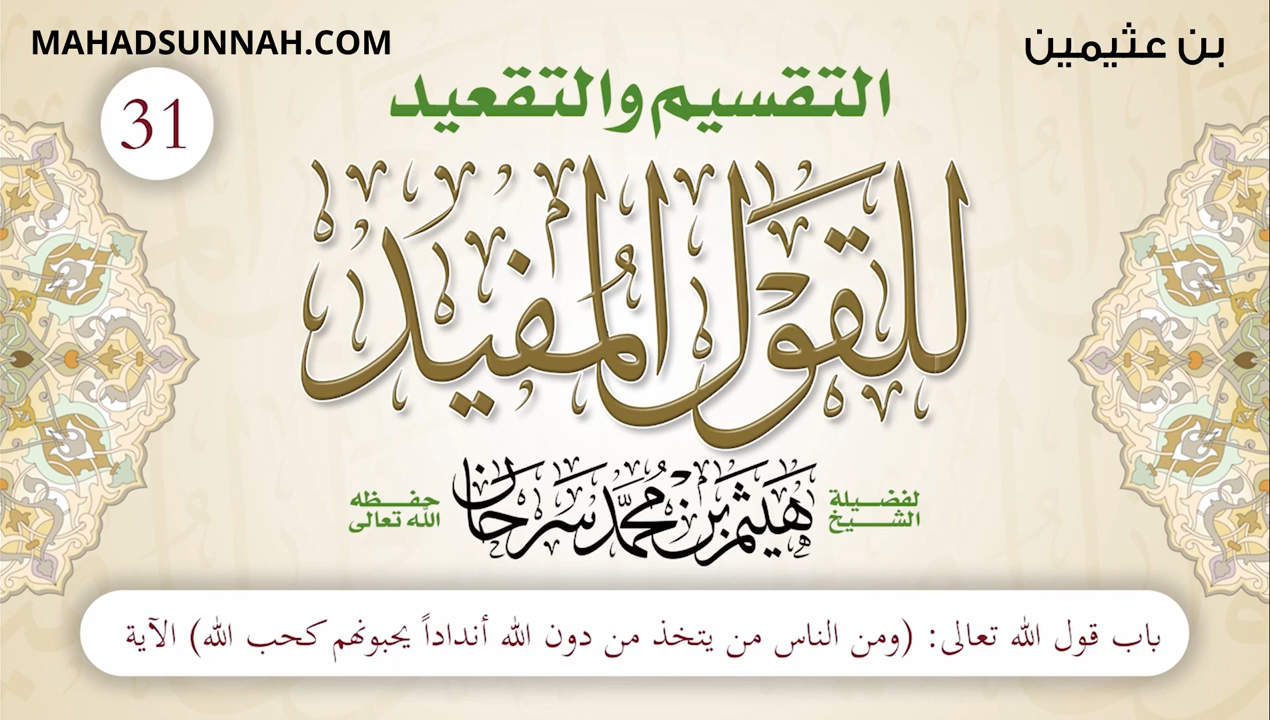 MAHADSUNNAH.COM
بن عثيمين
31
التقسيم والتقعيد
للقول المفيد
لفضيلة الشيخ
هيثم بن محمد سرحان
حفظه الله تعالى
باب قول الله تعالى: (ومن الناس من يتخذ من دون الله أنداداً يحبونهم كحب الله) الآية